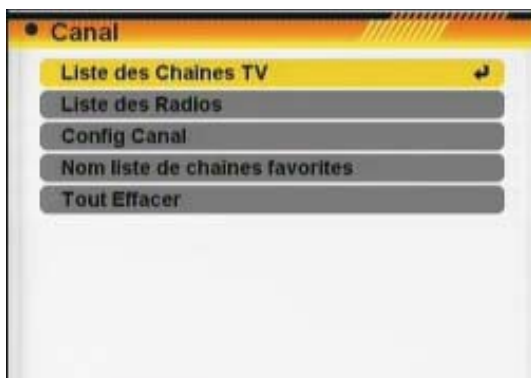 Canal
Liste des Chaines TV
Liste des Radios
Config Canal
Nom liste de chaines favorites
Tout Effacer